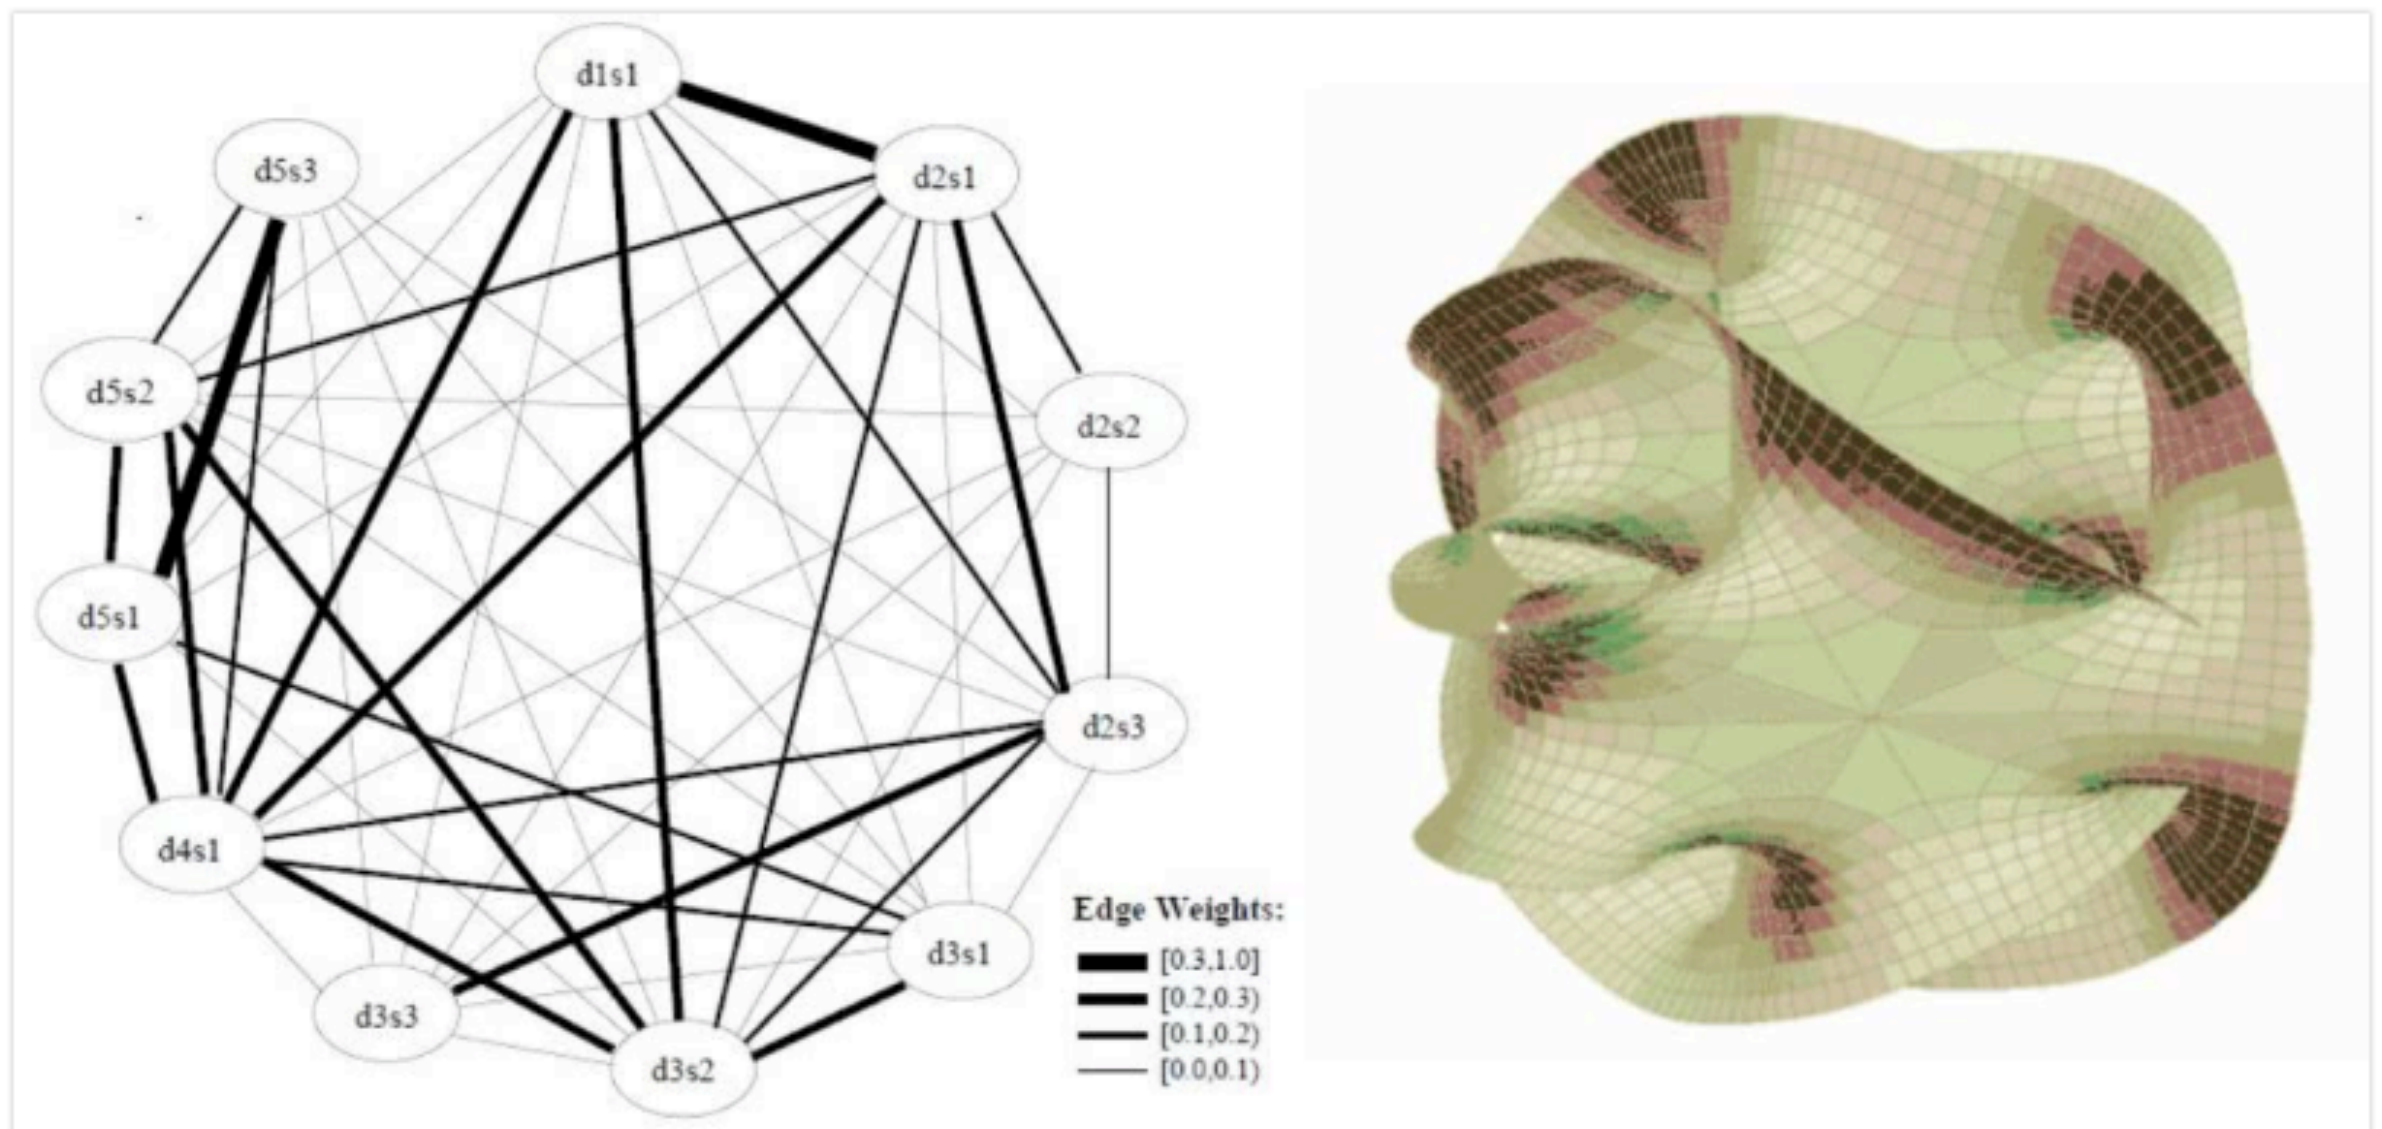 d1s1
d5s3
d2s1
d5s2
d2s2
d5s1
d2s3
d4s1
d3s1
d3s3
d3s2
Edge Weights:
[0.3,1.0]
[0.2,0.3)
[0.1,0.2)
[0.0,0.1)